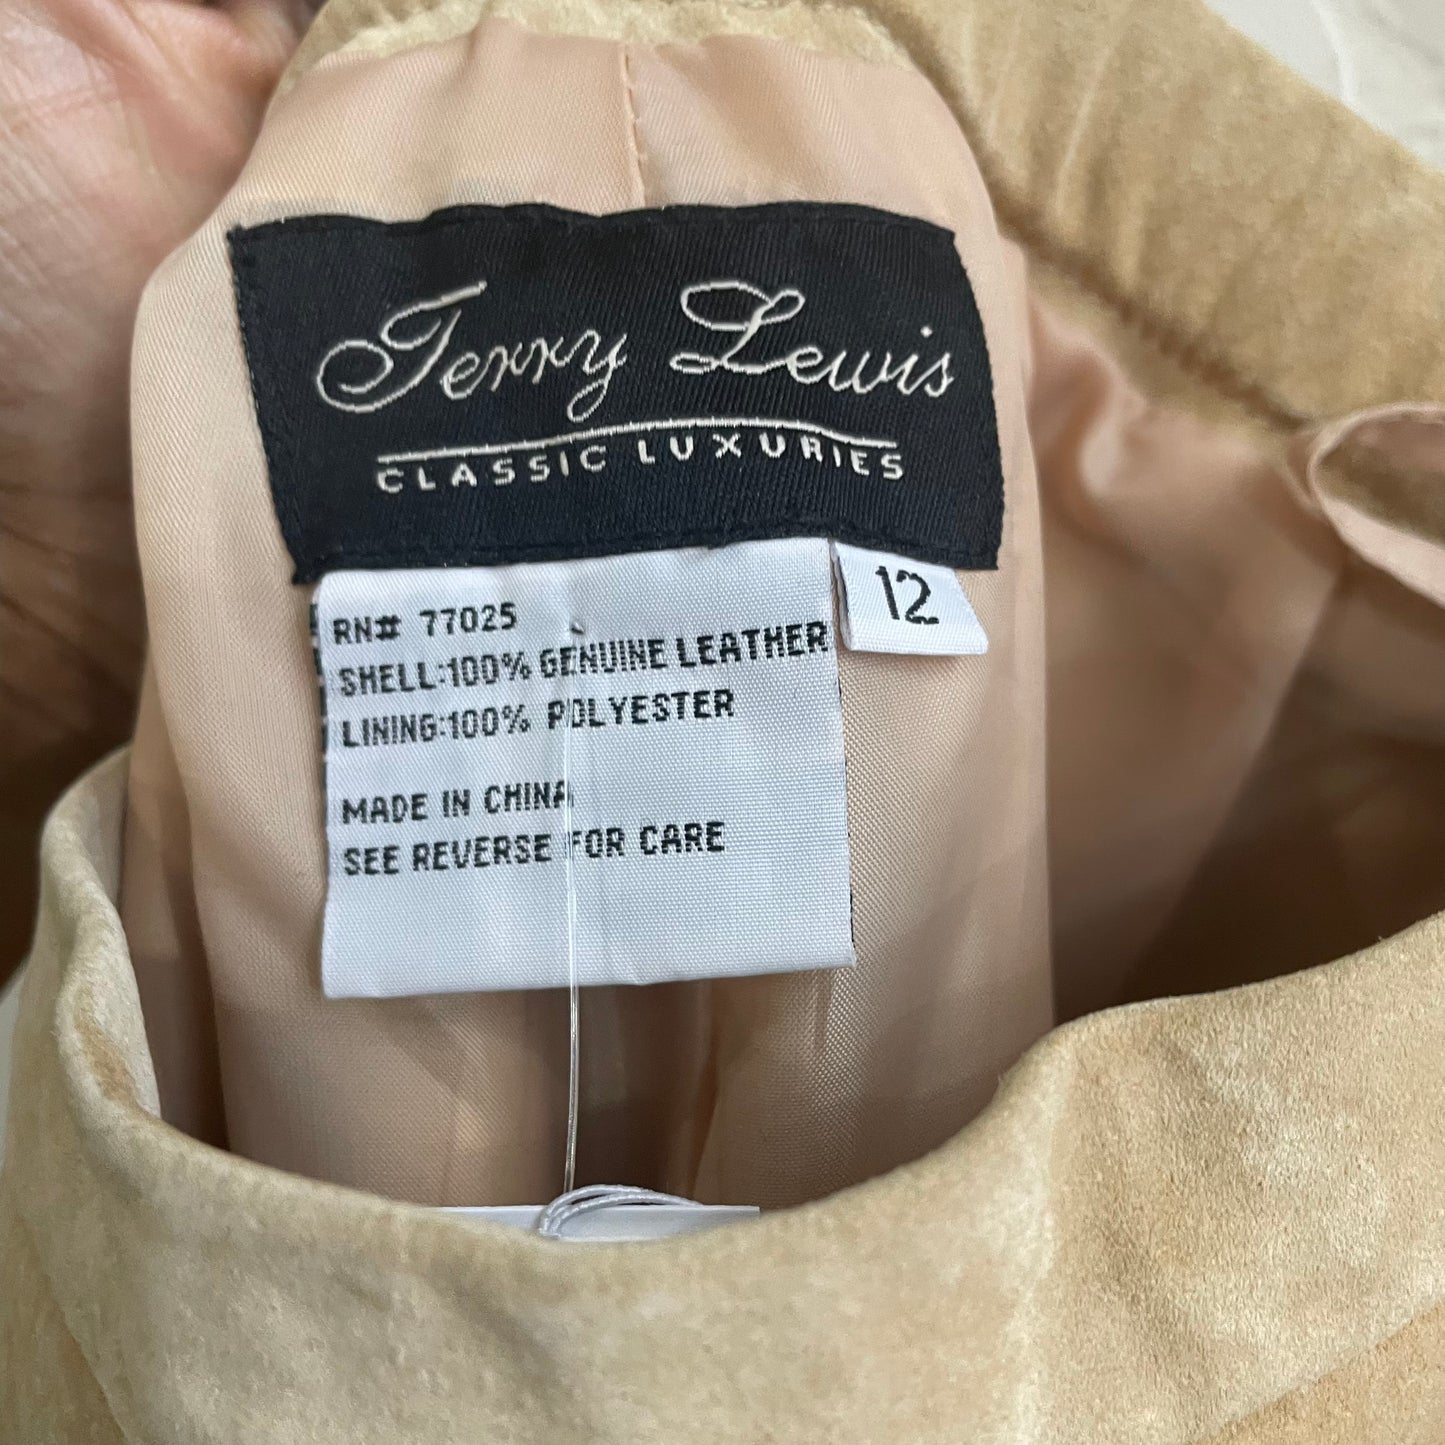 Terry Lewis
CLASSIC LUXURIES
12
RN# 77025
SHELL:100% GENUINE LEATHER
LINING:100% POLYESTER
MADE IN CHINA
SEE REVERSE FOR CARE